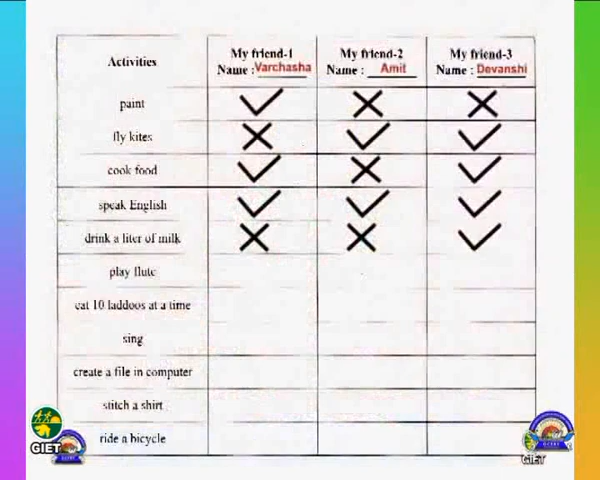 Activities
My friend-1
Name : Varchasha
My friend-2
Name : Amit
My friend-3
Name : Devanshi
paint ✓ ✗ ✗
fly kites ✗ ✓ ✓
cook food ✓ ✗ ✓
speak English ✓ ✓ ✓
drink a liter of milk ✗ ✗ ✓
play flute
eat 10 laddoos at a time
sing
create a file in computer
stitch a shirt
ride a bicycle
GIET
GIET